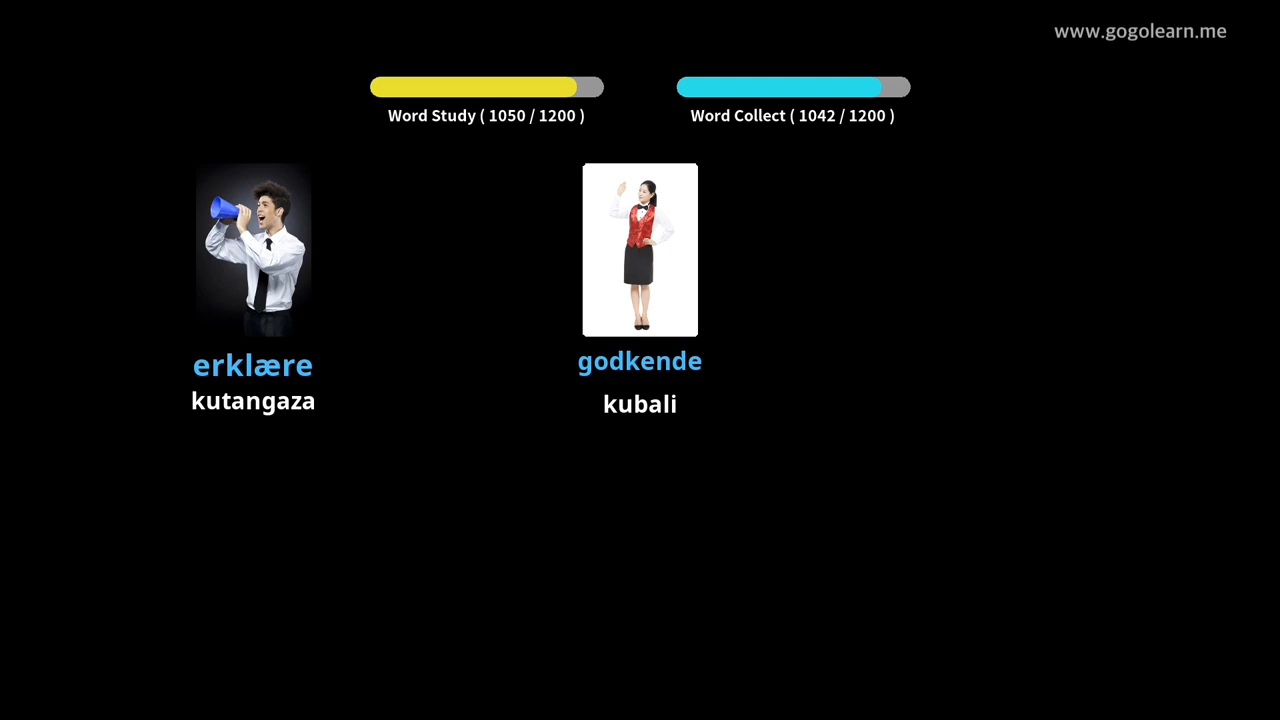 www.gogolearn.me
Word Study ( 1050 / 1200 )
Word Collect ( 1042 / 1200 )
erklære
kutangaza
godkende
kubali